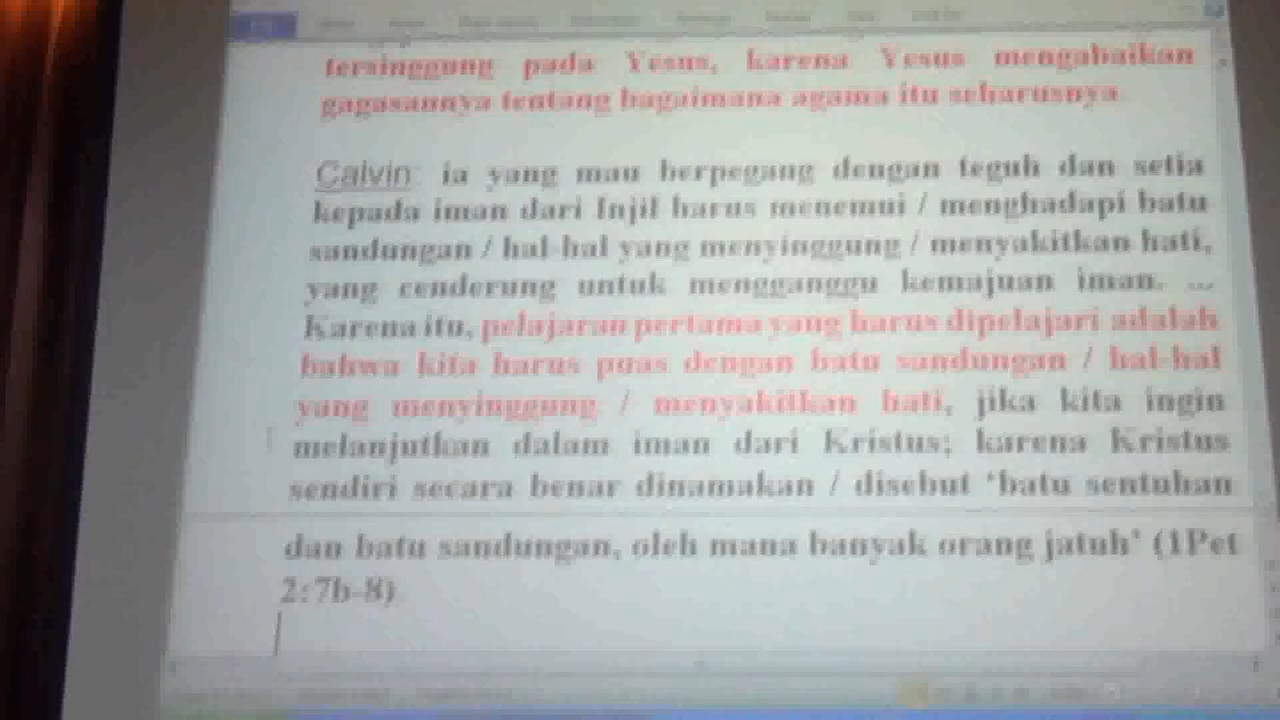 tersinggung pada Yesus, karena Yesus mengabaikan
gagasannya tentang bagaimana agama itu seharusnya.
Calvin: ia yang mau berpegang dengan teguh dan setia
kepada iman dari Injil harus menemui / menghadapi batu
sandungan / hal-hal yang menyinggung / menyakitkan hati,
yang cenderung untuk mengganggu kemajuan iman. ...
Karena itu, pelajaran pertama yang harus dipelajari adalah
bahwa kita harus puas dengan batu sandungan / hal-hal
yang menyinggung / menyakitkan hati, jika kita ingin
melanjutkan dalam iman dari Kristus; karena Kristus
sendiri secara benar dinamakan / disebut 'batu sentuhan
dan batu sandungan, oleh mana banyak orang jatuh' (1Pet
2:7b-8)